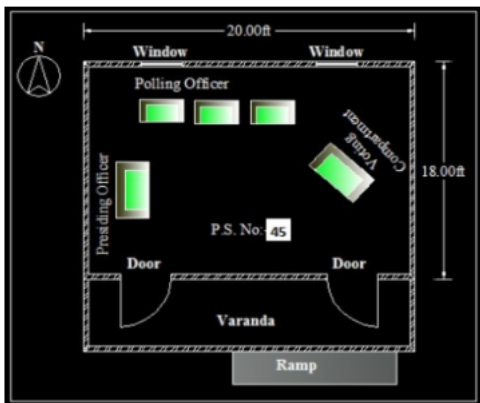 20.00ft
N
Window
Window
Polling Officer
Voting
Compartment
18.00ft
Presiding Officer
P.S. No:- 45
Door
Door
Varanda
Ramp